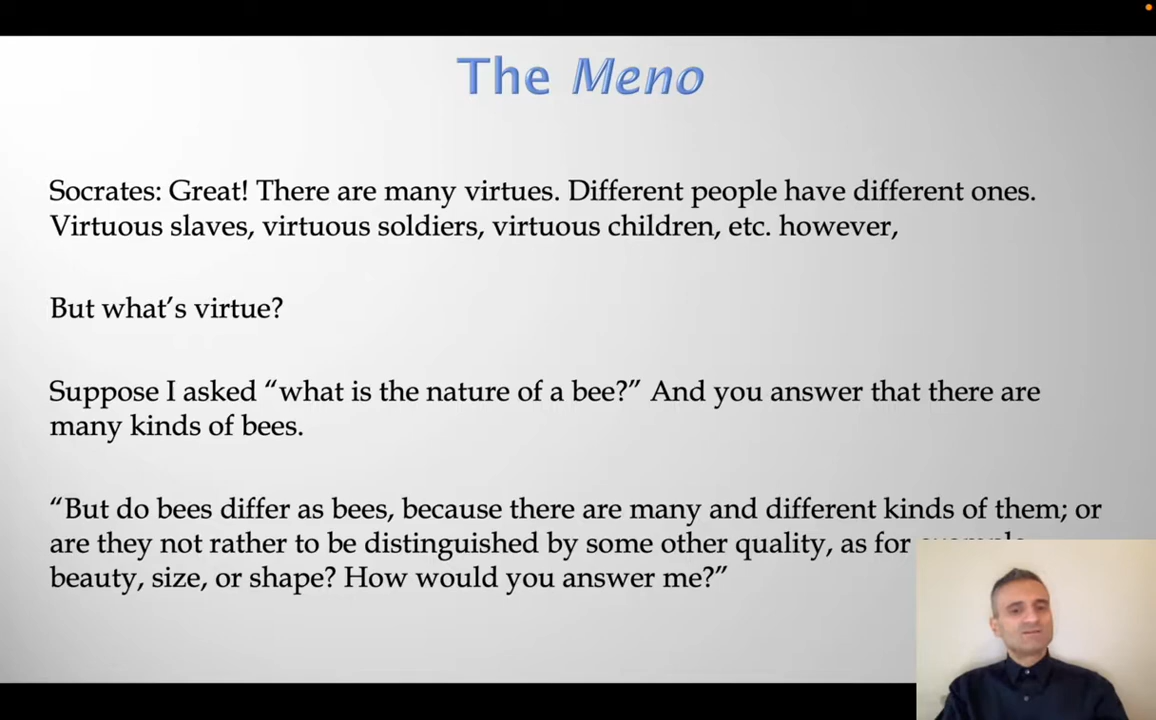 The Meno
Socrates: Great! There are many virtues. Different people have different ones.
Virtuous slaves, virtuous soldiers, virtuous children, etc. however,
But what’s virtue?
Suppose I asked “what is the nature of a bee?” And you answer that there are
many kinds of bees.
“But do bees differ as bees, because there are many and different kinds of them; or
are they not rather to be distinguished by some other quality, as for
beauty, size, or shape? How would you answer me?”